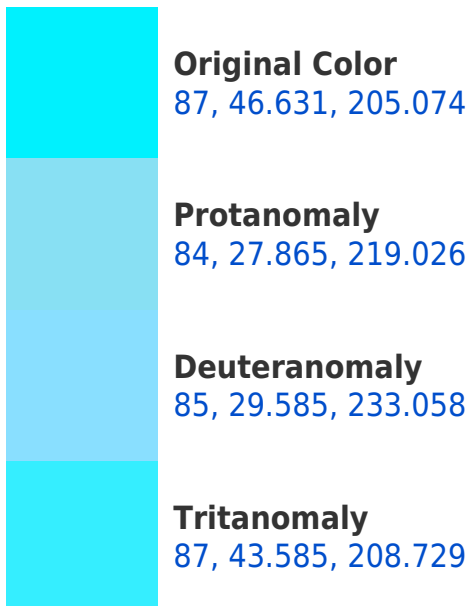 Original Color
87, 46.631, 205.074
Protanomaly
84, 27.865, 219.026
Deuteranomaly
85, 29.585, 233.058
Tritanomaly
87, 43.585, 208.729